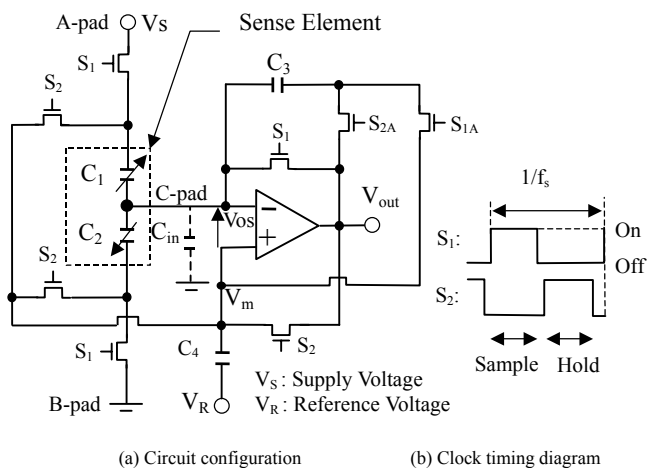 A-pad
Vs
Sense Element
S1
S2
C3
S2A
S1A
S1
C1
C-pad
Vout
1/fs
C2
Vos
Cin
S1:
On
Off
S2
S2:
Vm
S1
C4
S2
Sample
Hold
B-pad
VR
VS: Supply Voltage
VR: Reference Voltage
(a) Circuit configuration
(b) Clock timing diagram